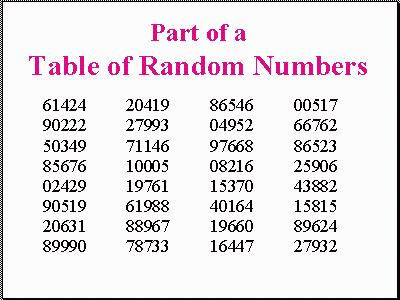 Part of a
Table of Random Numbers
61424 20419 86546 00517
90222 27993 04952 66762
50349 71146 97668 86523
85676 10005 08216 25906
02429 19761 15370 43882
90519 61988 40164 15815
20631 88967 19660 89624
89990 78733 16447 27932